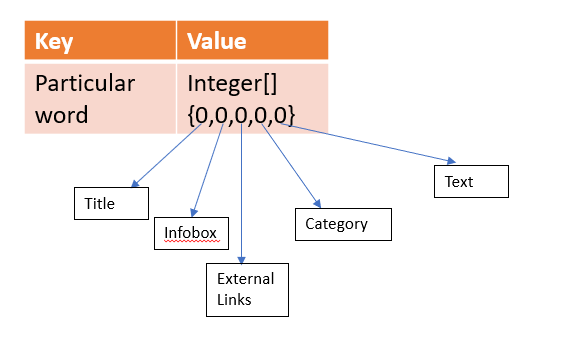 Key Value
Particular word Integer[] {0,0,0,0,0}
Title
Infobox
External
Links
Category
Text